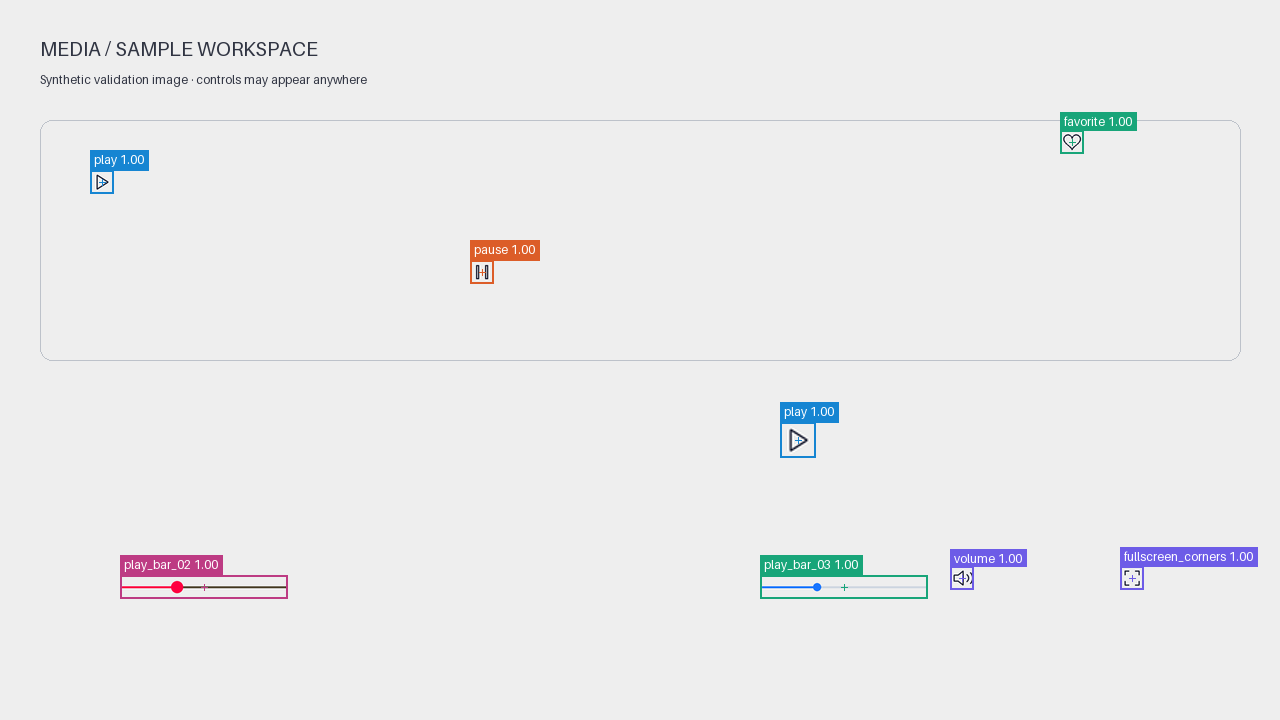 MEDIA / SAMPLE WORKSPACE
Synthetic validation image · controls may appear anywhere
favorite 1.00
play 1.00
pause 1.00
play 1.00
play_bar_02 1.00
play_bar_03 1.00
volume 1.00
fullscreen_corners 1.00